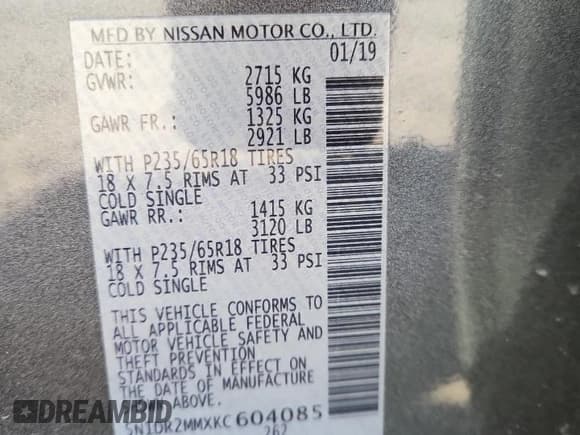 MFD BY NISSAN MOTOR CO., LTD.
DATE: 01/19
GVWR: 2715 KG
5986 LB
GAWR FR.: 1325 KG
2921 LB
WITH P235/65R18 TIRES
18 X 7.5 RIMS AT 33 PSI
COLD SINGLE
GAWR RR.: 1415 KG
3120 LB
WITH P235/65R18 TIRES
18 X 7.5 RIMS AT 33 PSI
COLD SINGLE
THIS VEHICLE CONFORMS TO
ALL APPLICABLE FEDERAL
MOTOR VEHICLE SAFETY AND
THEFT PREVENTION
STANDARDS IN EFFECT ON
THE DATE OF MANUFACTURE
SHOWN ABOVE.
5N1DR2MMXKC604085
262
DREAMBID